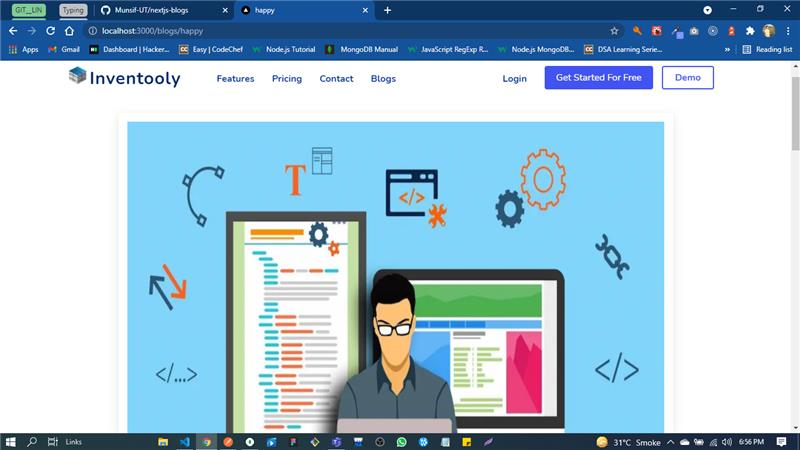 GIT__LIN
Typing
Munsif-UT/nextjs-blogs
happy
localhost:3000/blogs/happy
Apps
Gmail
Dashboard | Hacker...
Easy | CodeChef
Node.js Tutorial
MongoDB Manual
JavaScript RegExp R...
Node.js MongoDB...
DSA Learning Serie...
Reading list
Inventooly
Features
Pricing
Contact
Blogs
Login
Get Started For Free
Demo
T
</>
</...>
</>
Links
31°C Smoke
6:56 PM